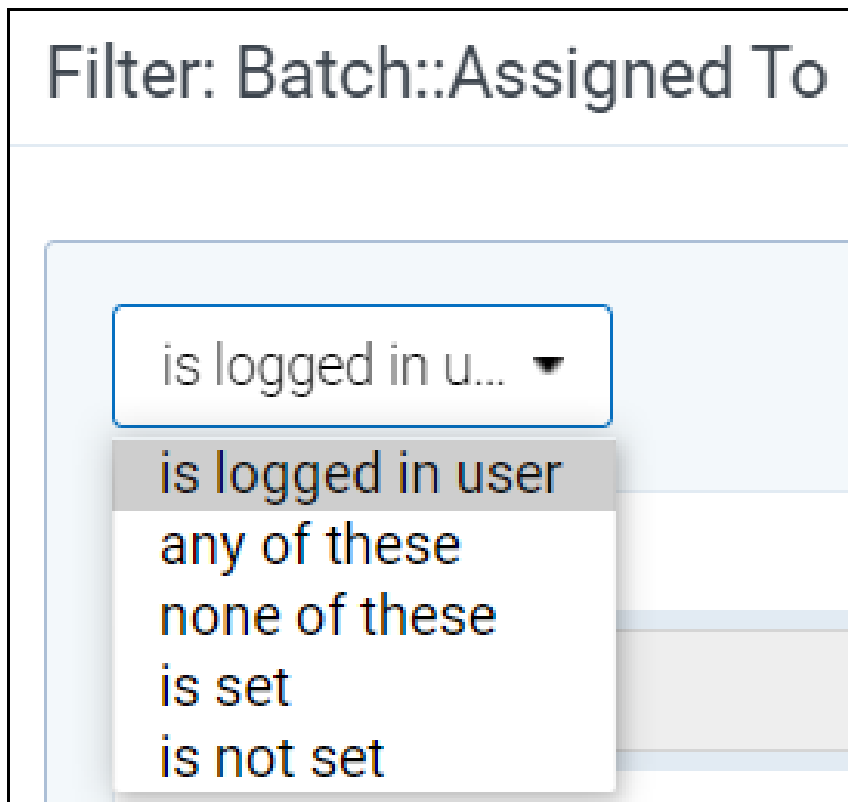 Filter: Batch::Assigned To
is logged in u...
is logged in user
any of these
none of these
is set
is not set